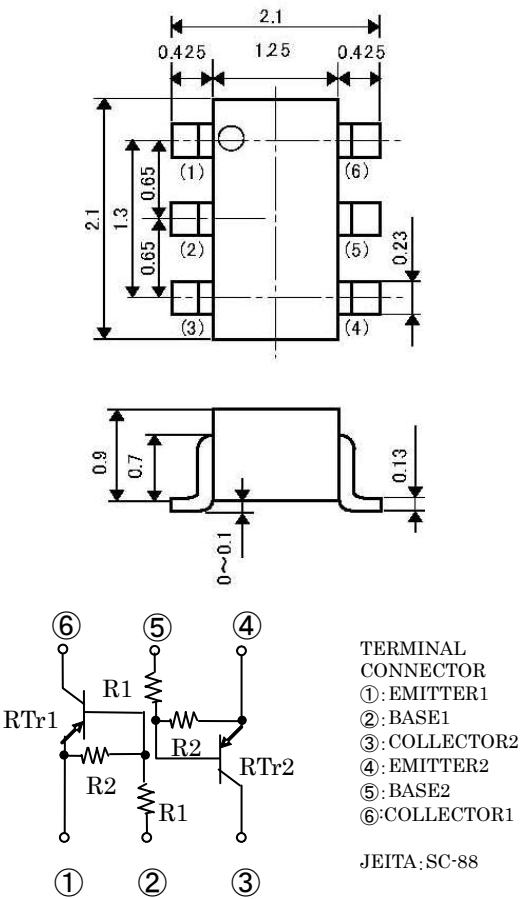 2.1
0.425 1.25 0.425
(1) (6)
0.65
2.1
1.3
(2) (5)
0.65
0.23
(3) (4)
0.9
0.7
0.13
0~0.1
⑥ ⑤ ④
R1
RTr1
R2
RTr2
R2
R1
① ② ③
TERMINAL
CONNECTOR
①:EMITTER1
②:BASE1
③:COLLECTOR2
④:EMITTER2
⑤:BASE2
⑥:COLLECTOR1
JEITA:SC-88